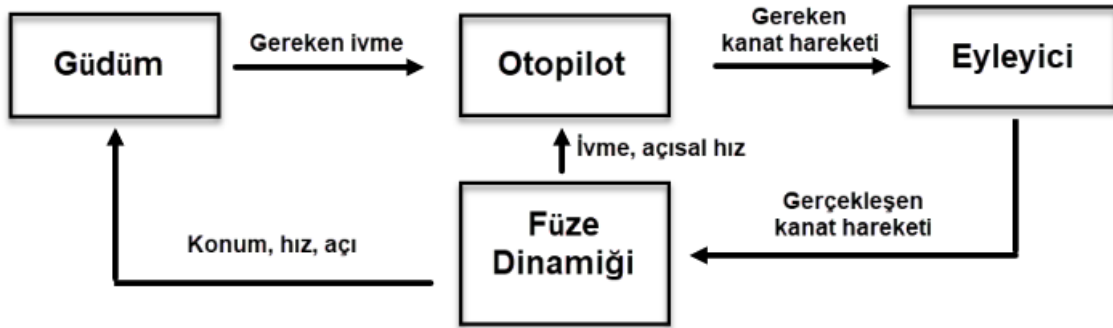 Güdüm
Gereken ivme
Otopilot
Gereken
kanat hareketi
Eyleyici
İvme, açısal hız
Gerçekleşen
kanat hareketi
Füze
Dinamiği
Konum, hız, açı